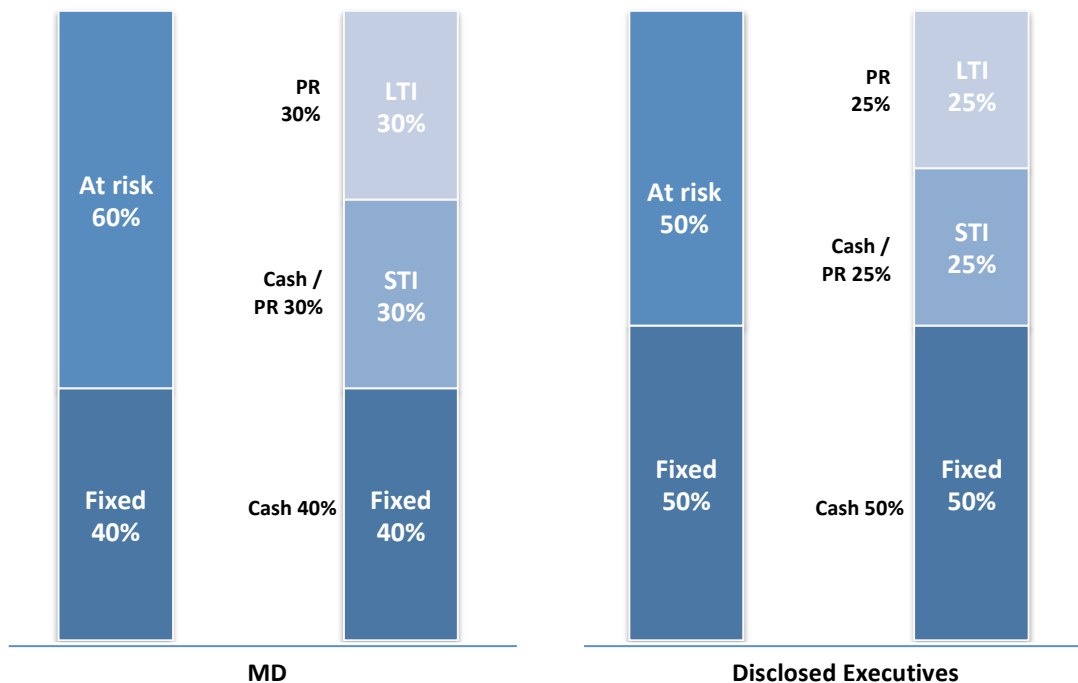 At risk
60%
Fixed
40%
PR
30%
LTI
30%
Cash /
PR 30%
STI
30%
Cash 40%
Fixed
40%
MD
At risk
50%
Fixed
50%
PR
25%
LTI
25%
Cash /
PR 25%
STI
25%
Cash 50%
Fixed
50%
Disclosed Executives